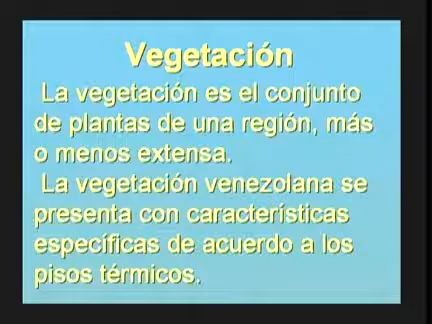 Vegetación
La vegetación es el conjunto
de plantas de una región, más
o menos extensa.
La vegetación venezolana se
presenta con características
específicas de acuerdo a los
pisos térmicos.